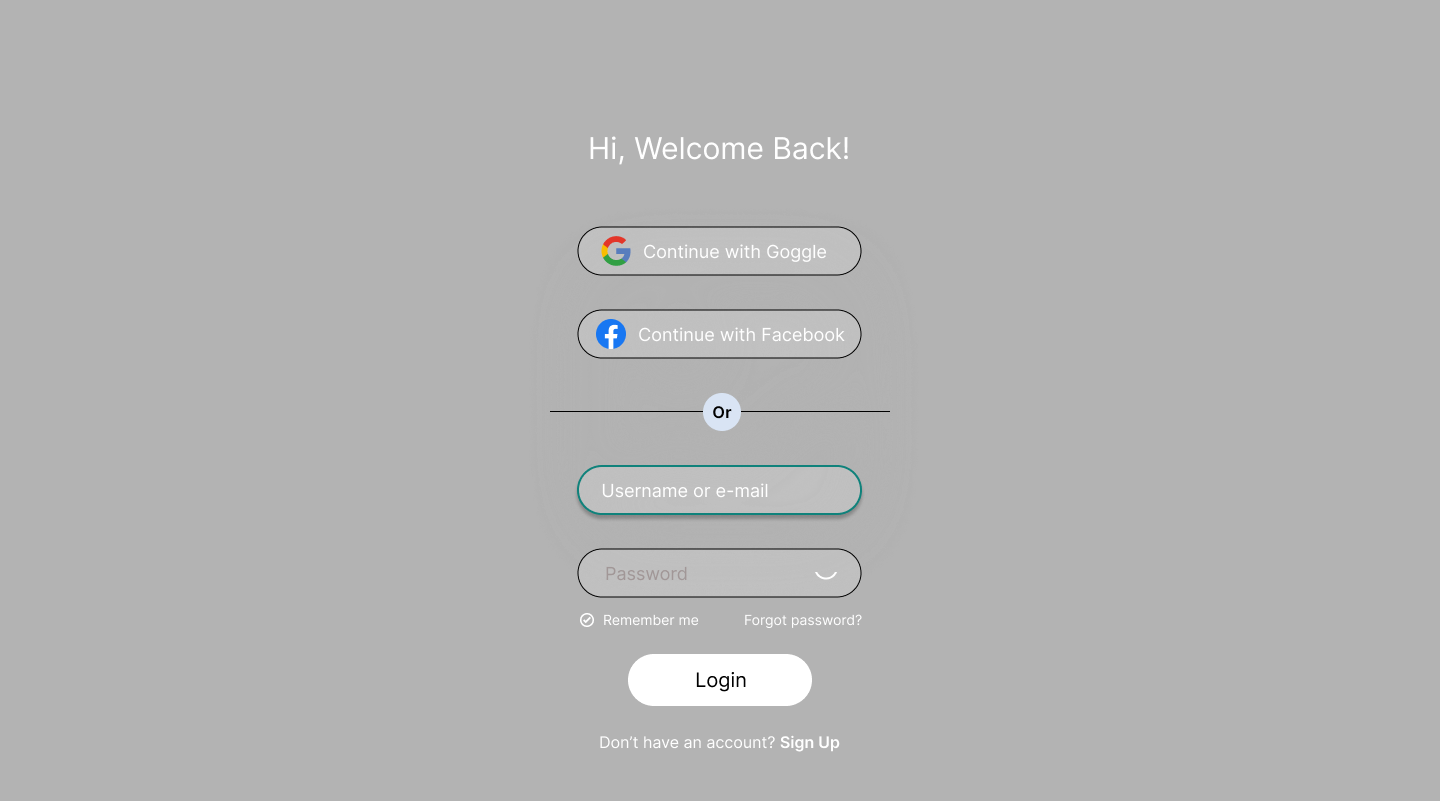 Hi, Welcome Back!
Continue with Goggle
Continue with Facebook
Or
Username or e-mail
Password
Remember me
Forgot password?
Login
Don’t have an account? Sign Up